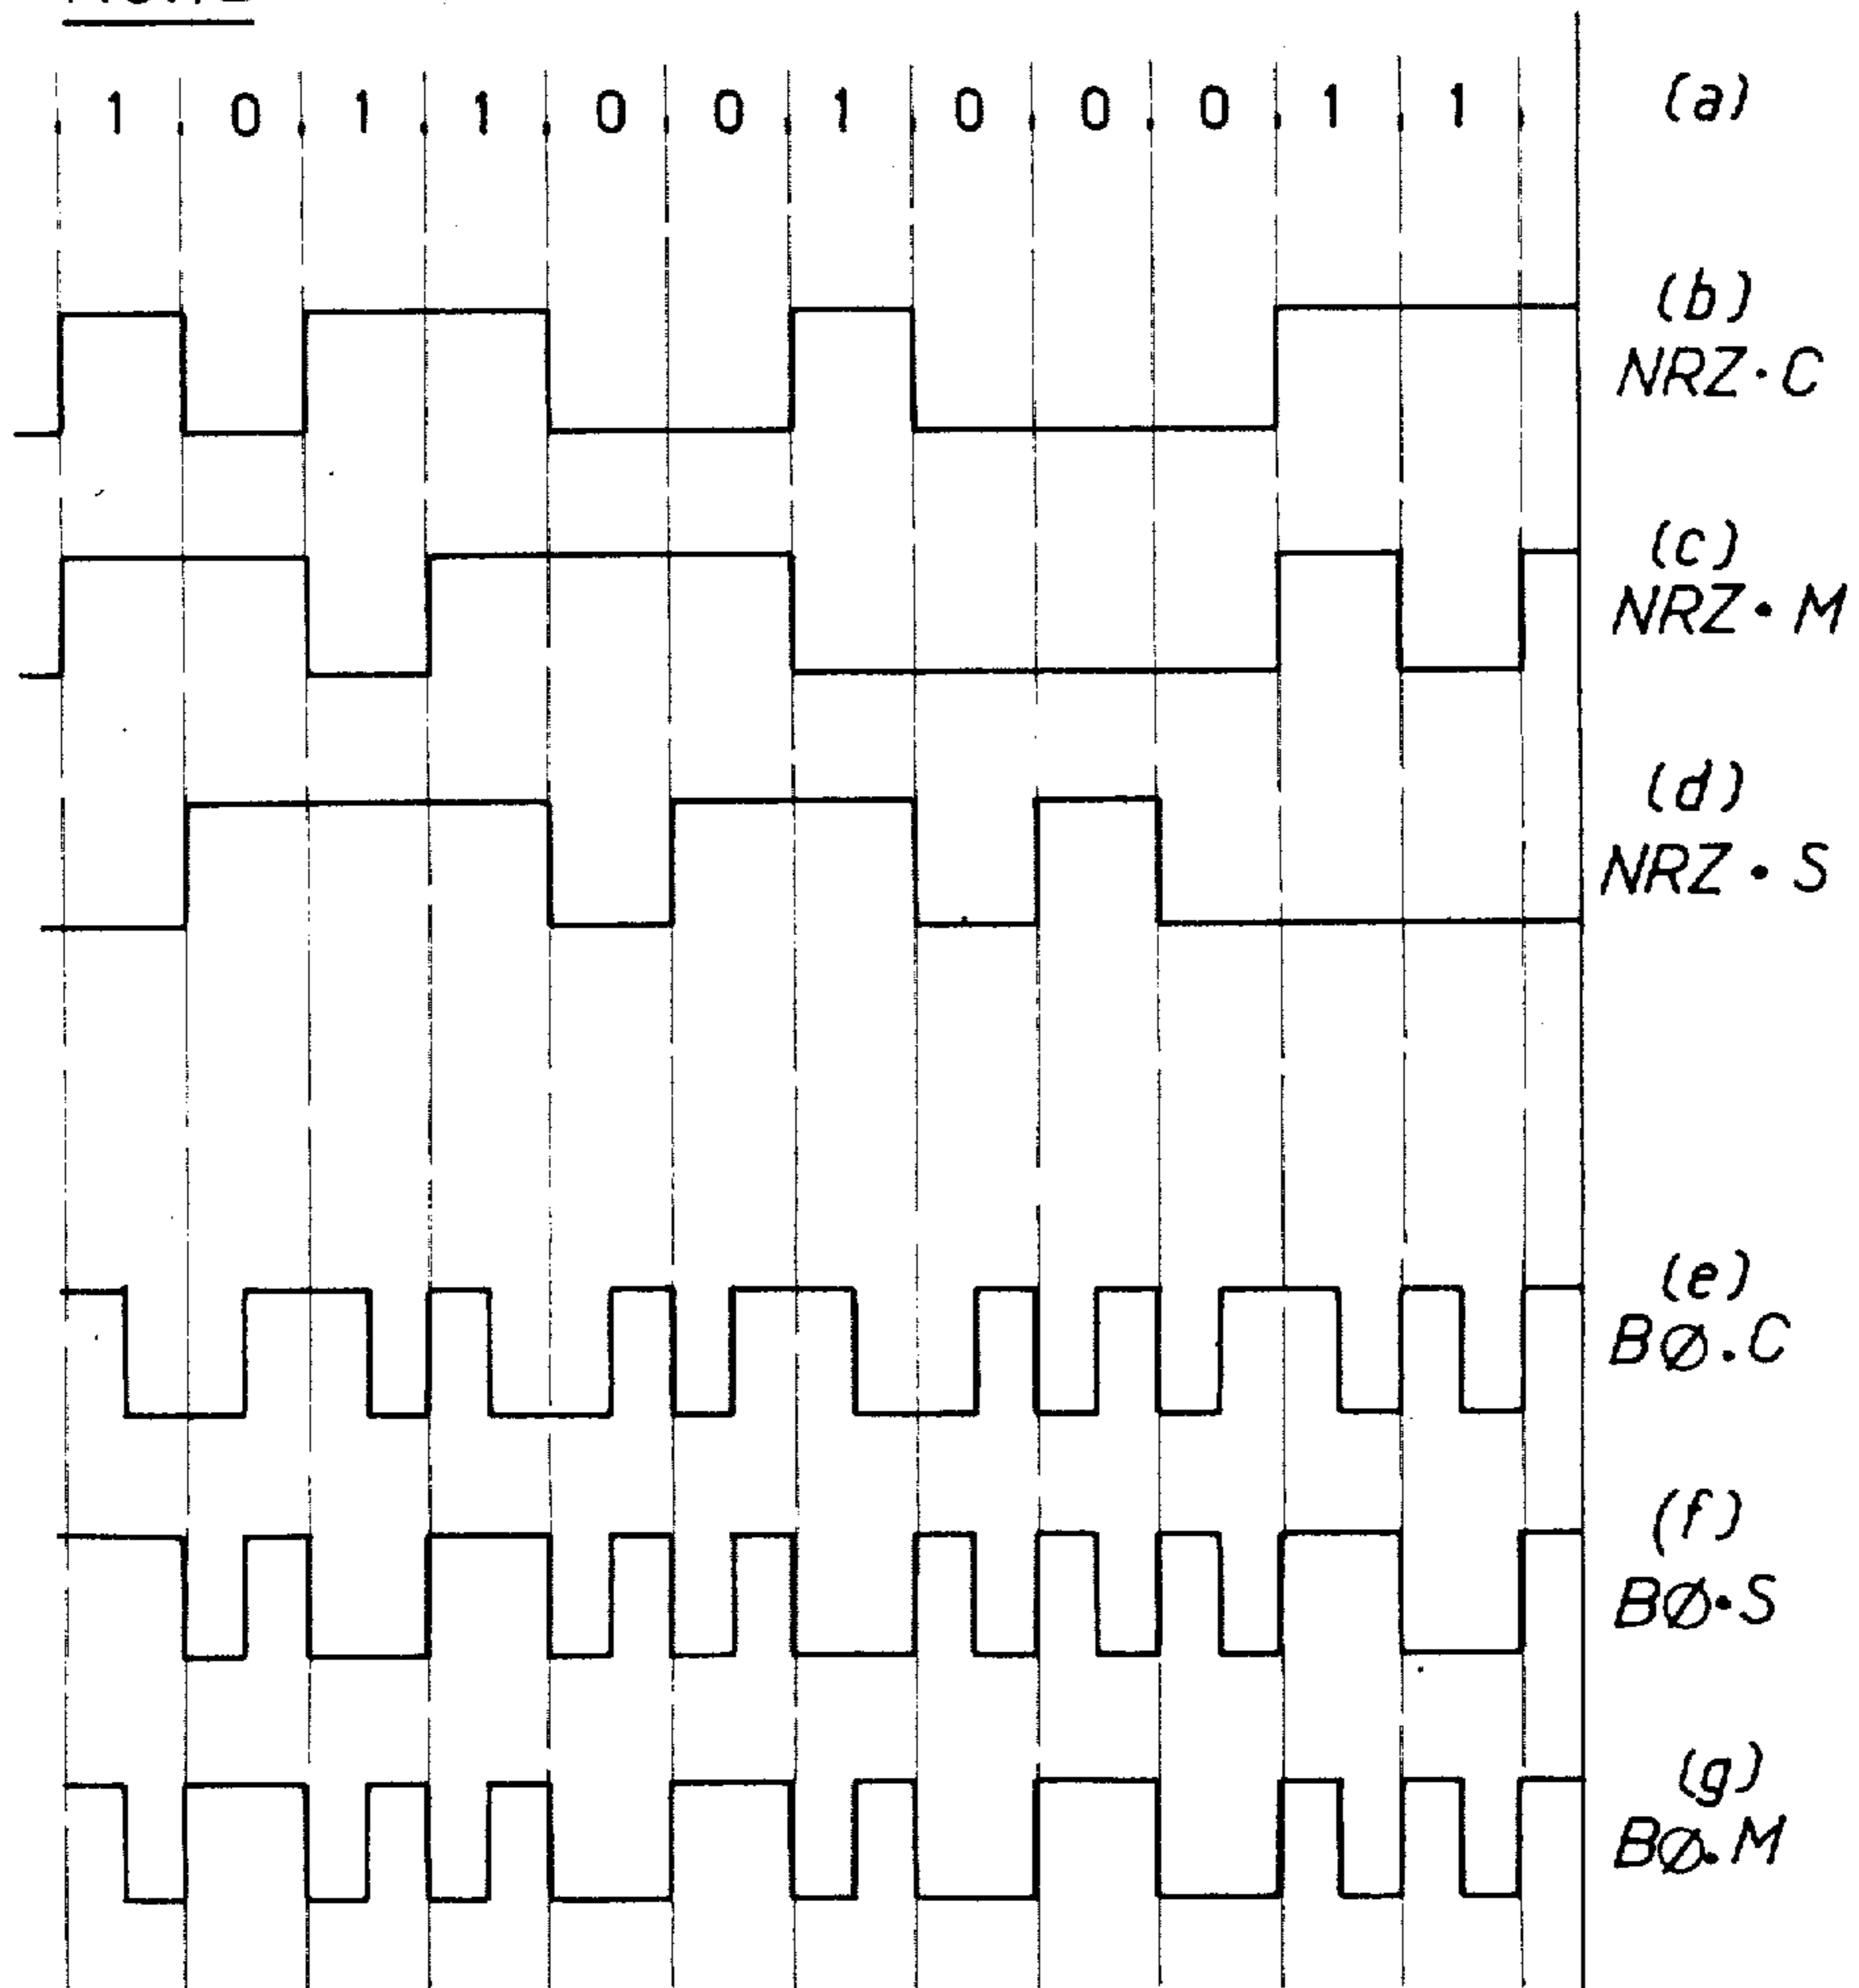 1 0 1 1 0 0 1 0 0 0 1 1 (a)
(b)
NRZ·C
(c)
NRZ·M
(d)
NRZ·S
(e)
BØ.C
(f)
BØ·S
(g)
BØ.M